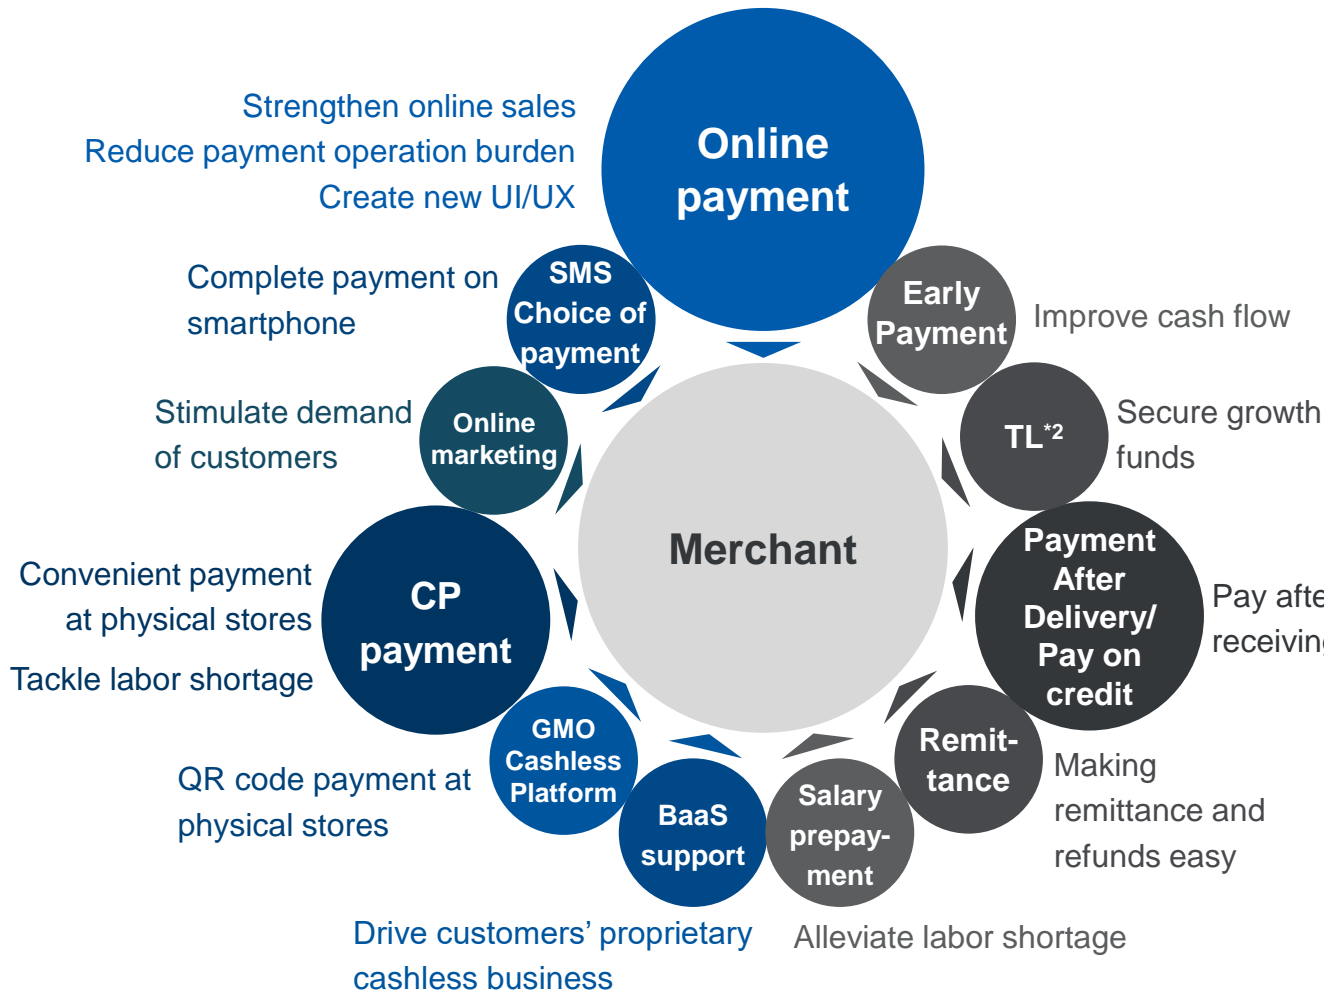 Online
payment
Strengthen online sales
Reduce payment operation burden
Create new UI/UX
SMS
Choice of
payment
Complete payment on
smartphone
Early
Payment
Improve cash flow
Online
marketing
Stimulate demand
of customers
TL*2
Secure growth
funds
Merchant
CP
payment
Convenient payment
at physical stores
Tackle labor shortage
Payment
After
Delivery/
Pay on
credit
Pay
GMO
Cashless
Platform
QR code payment at
physical stores
Remit-
tance
Making
remittance and
refunds easy
BaaS
support
Drive customers’ proprietary
cashless business
Salary
prepay-
ment
Alleviate labor shortage